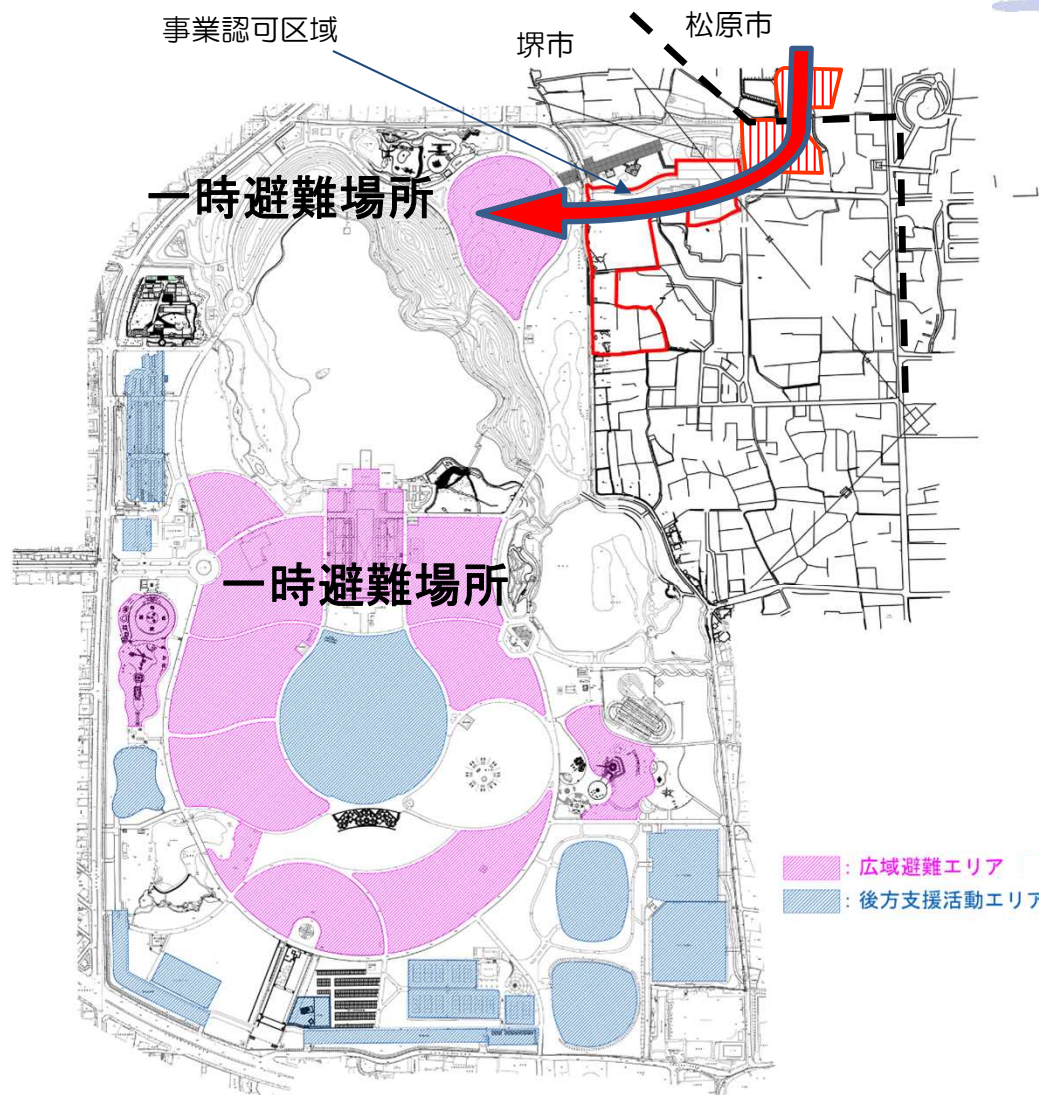 事業認可区域
堺市
松原市
一時避難場所
一時避難場所
：広域避難エリア
：後方支援活動エリア